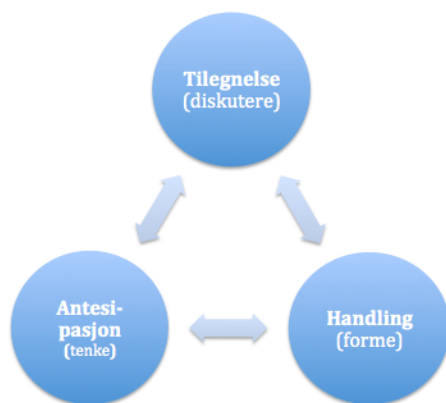 Tilegnelse
(diskutere)
Antesi-
pasjon
(tenke)
Handling
(forme)